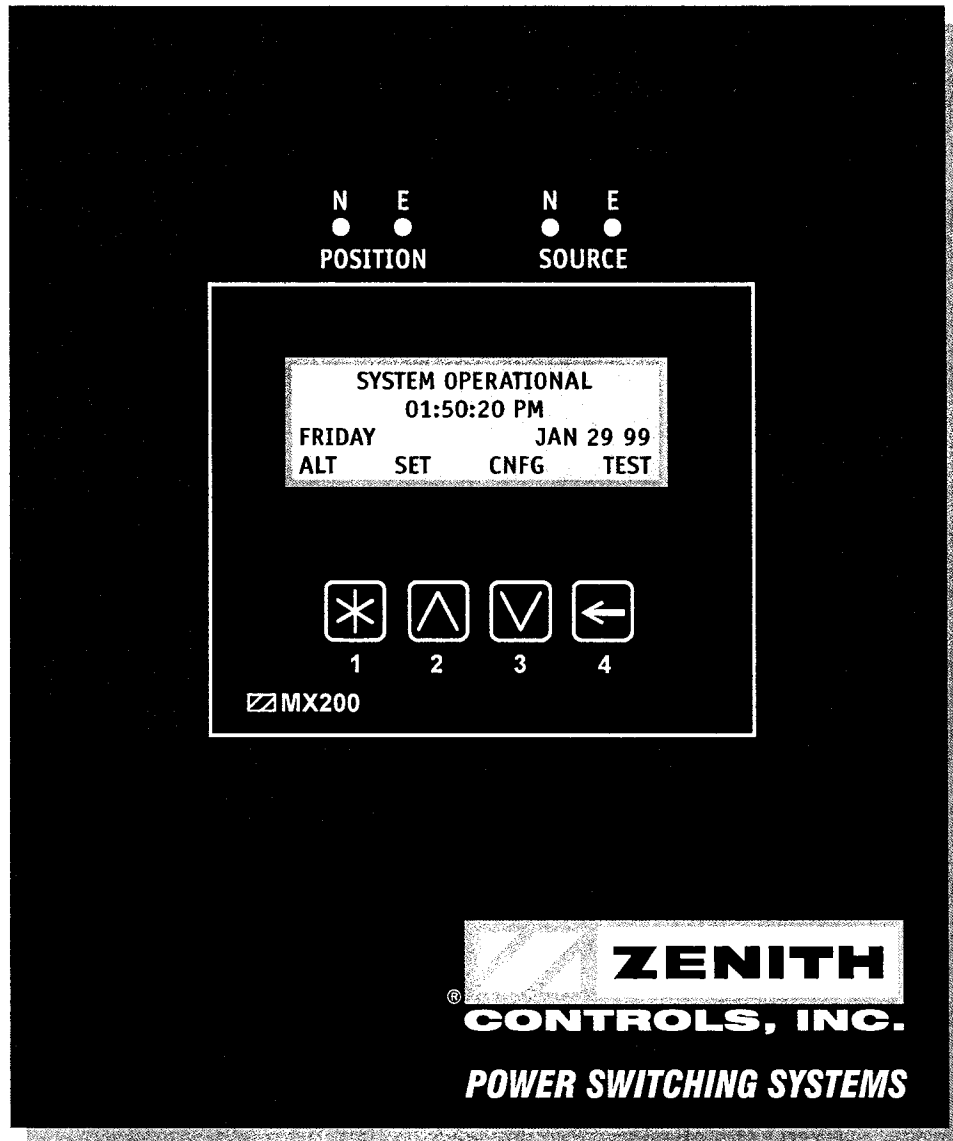 N E N E
POSITION SOURCE
SYSTEM OPERATIONAL
01:50:20 PM
FRIDAY JAN 29 99
ALT SET CNFG TEST
1 2 3 4
MX200
ZENITH
®
CONTROLS, INC.
POWER SWITCHING SYSTEMS